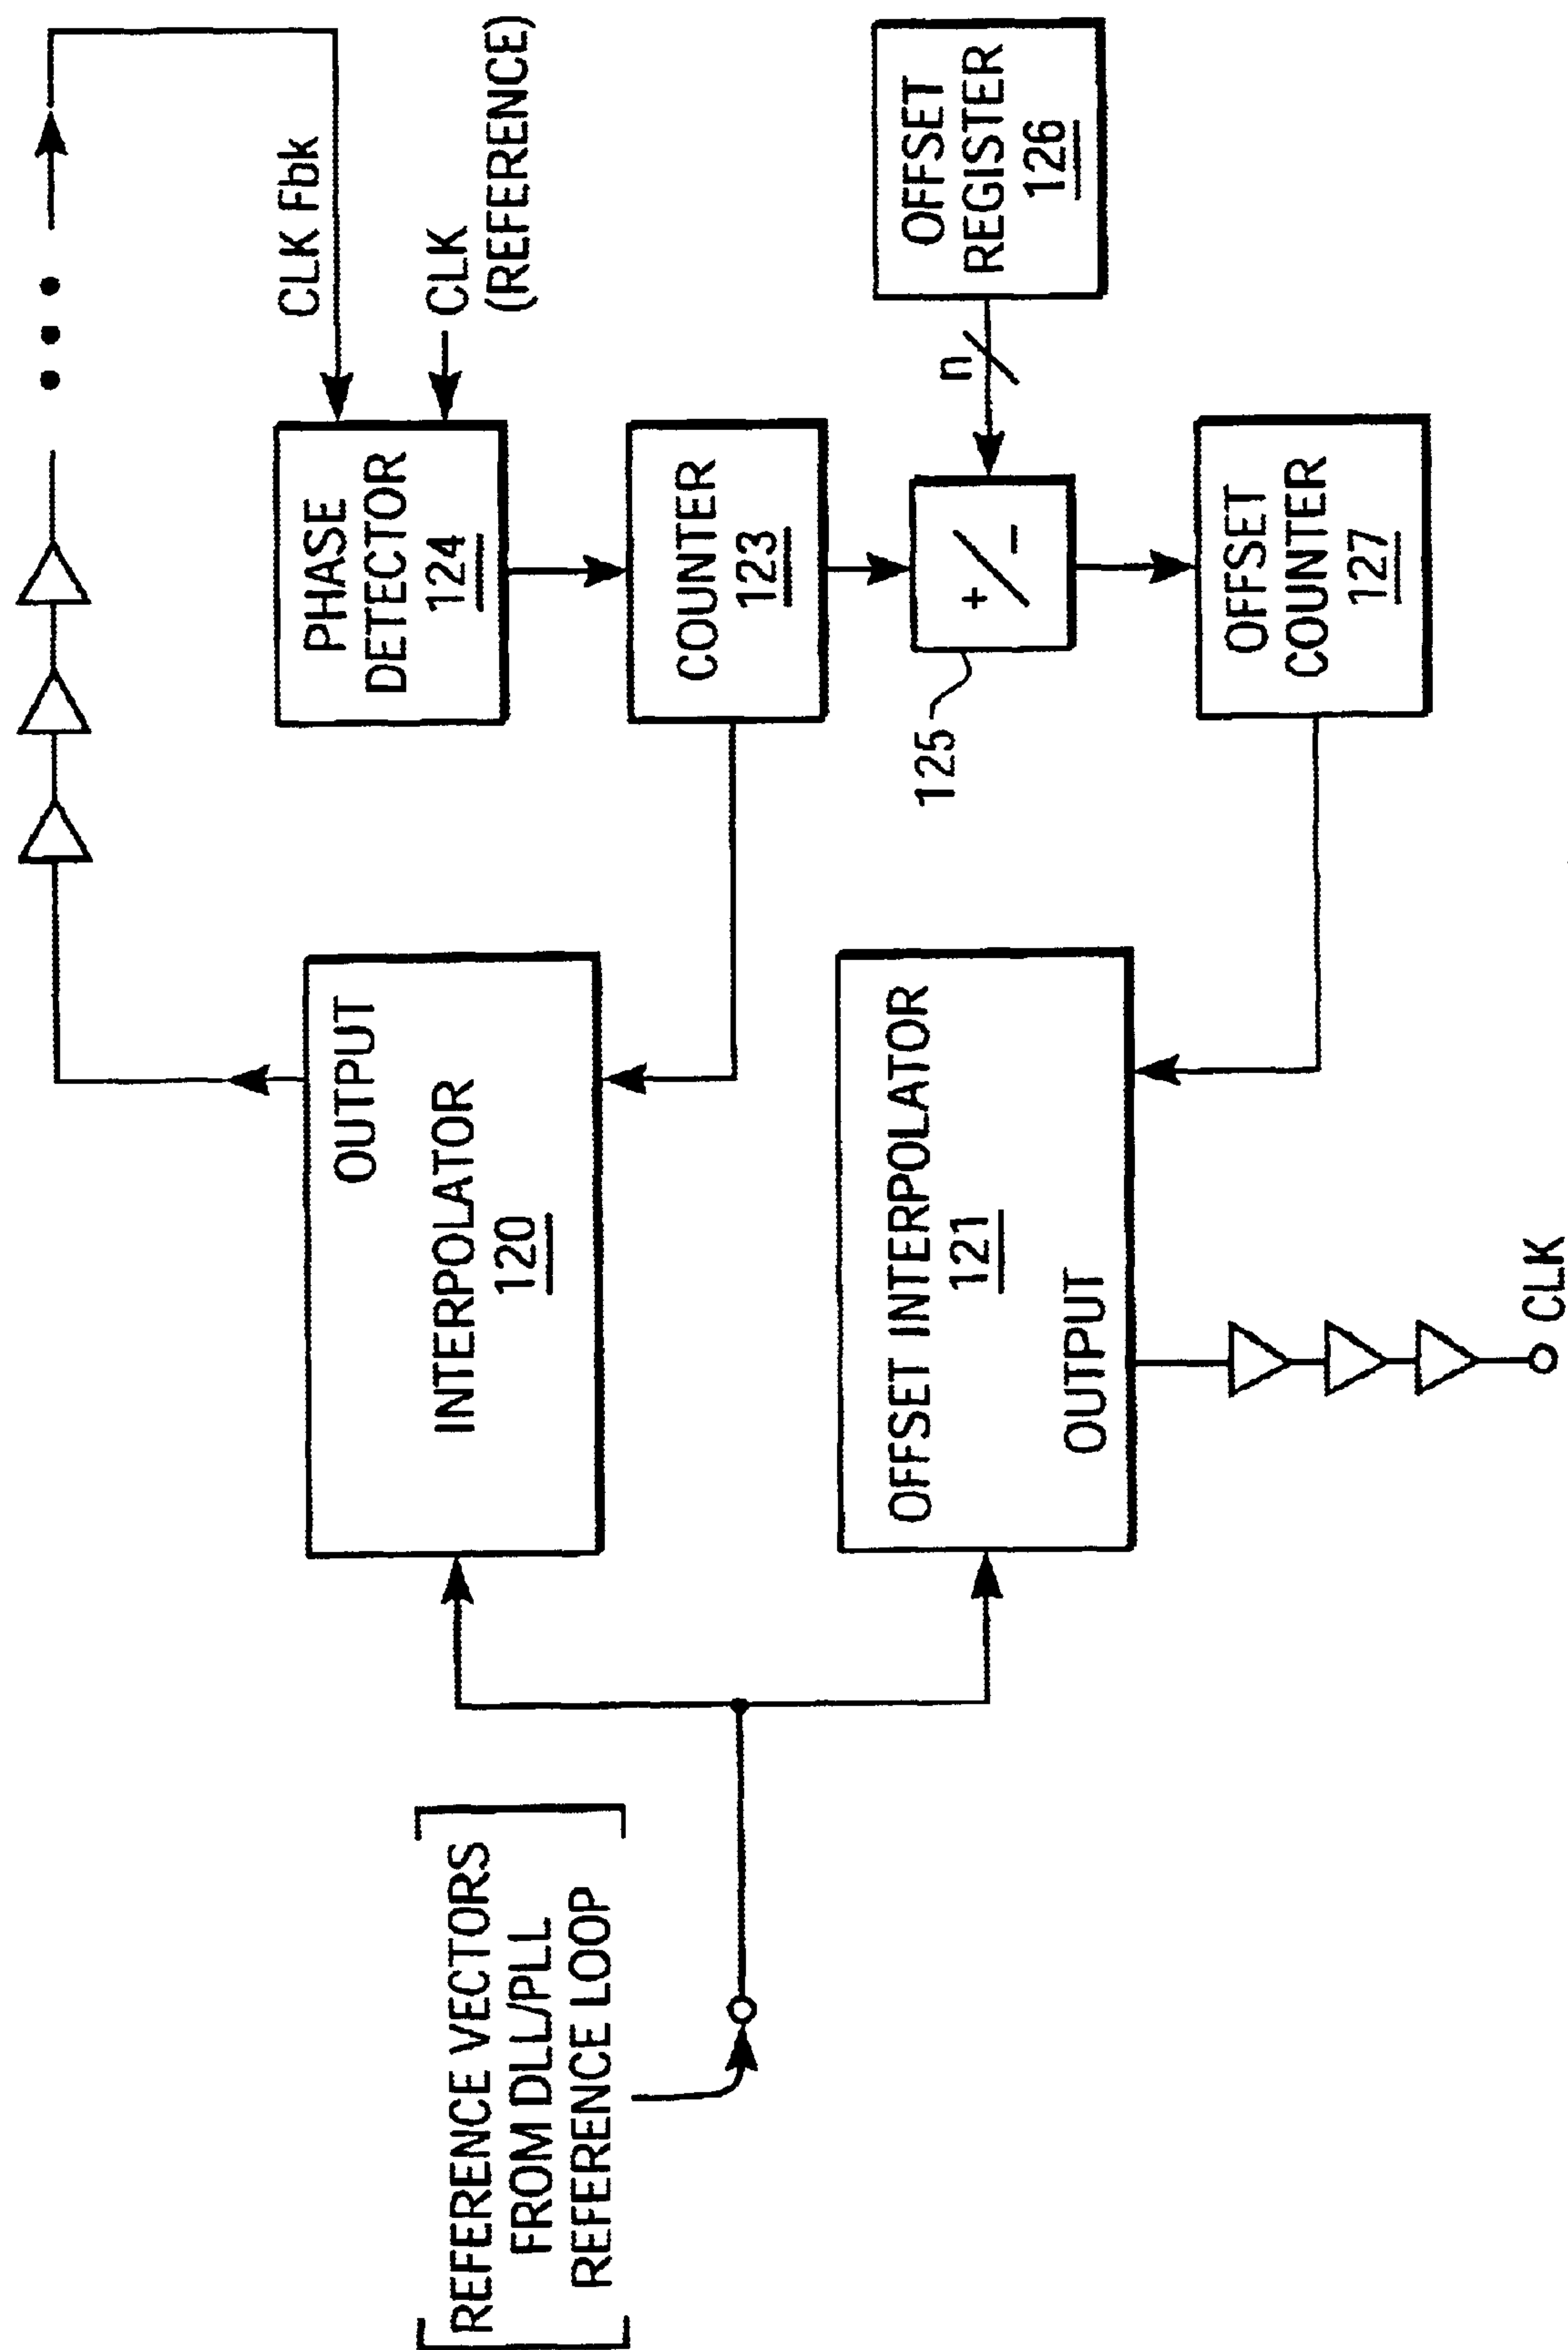 CLK Fbk
CLK
(REFERENCE)
PHASE
DETECTOR
124
OUTPUT
INTERPOLATOR
120
COUNTER
123
REFERENCE VECTORS
FROM DLL/PLL
REFERENCE LOOP
OFFSET INTERPOLATOR
121
OUTPUT
+/-
125
n
OFFSET
REGISTER
126
OFFSET
COUNTER
127
CLK